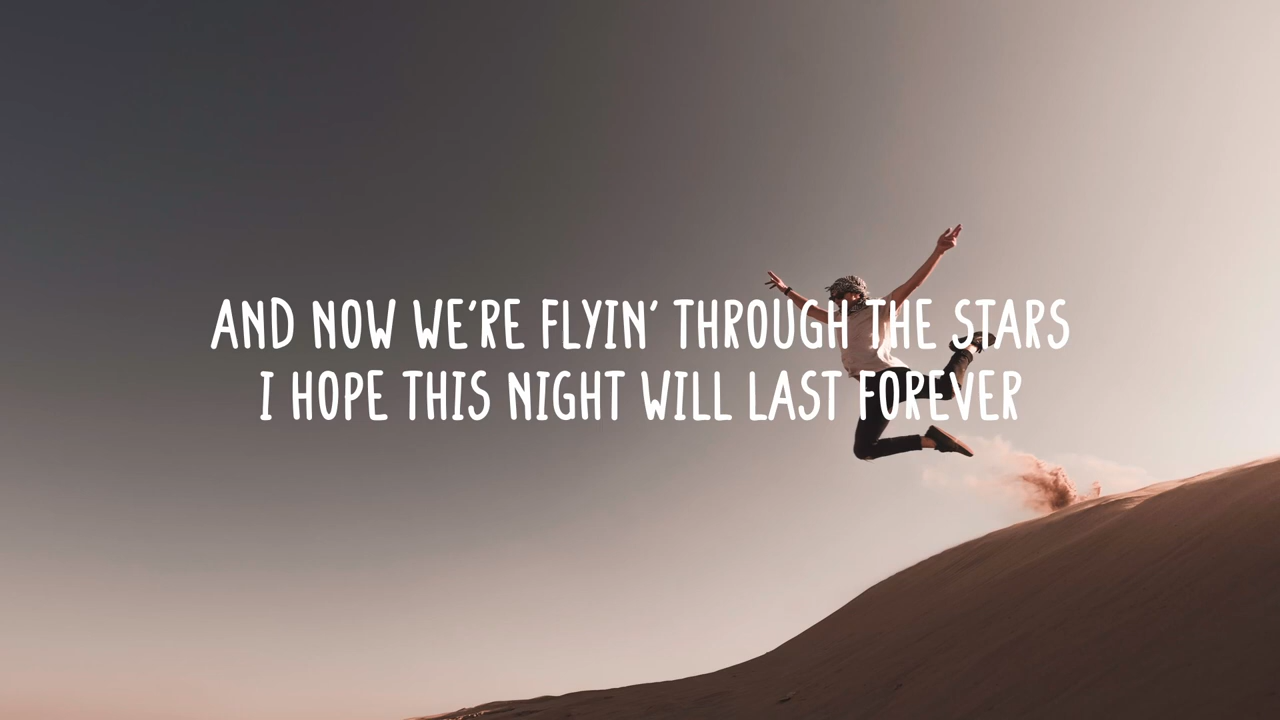 AND NOW WE'RE FLYIN' THROUGH THE STARS
I HOPE THIS NIGHT WILL LAST FOREVER